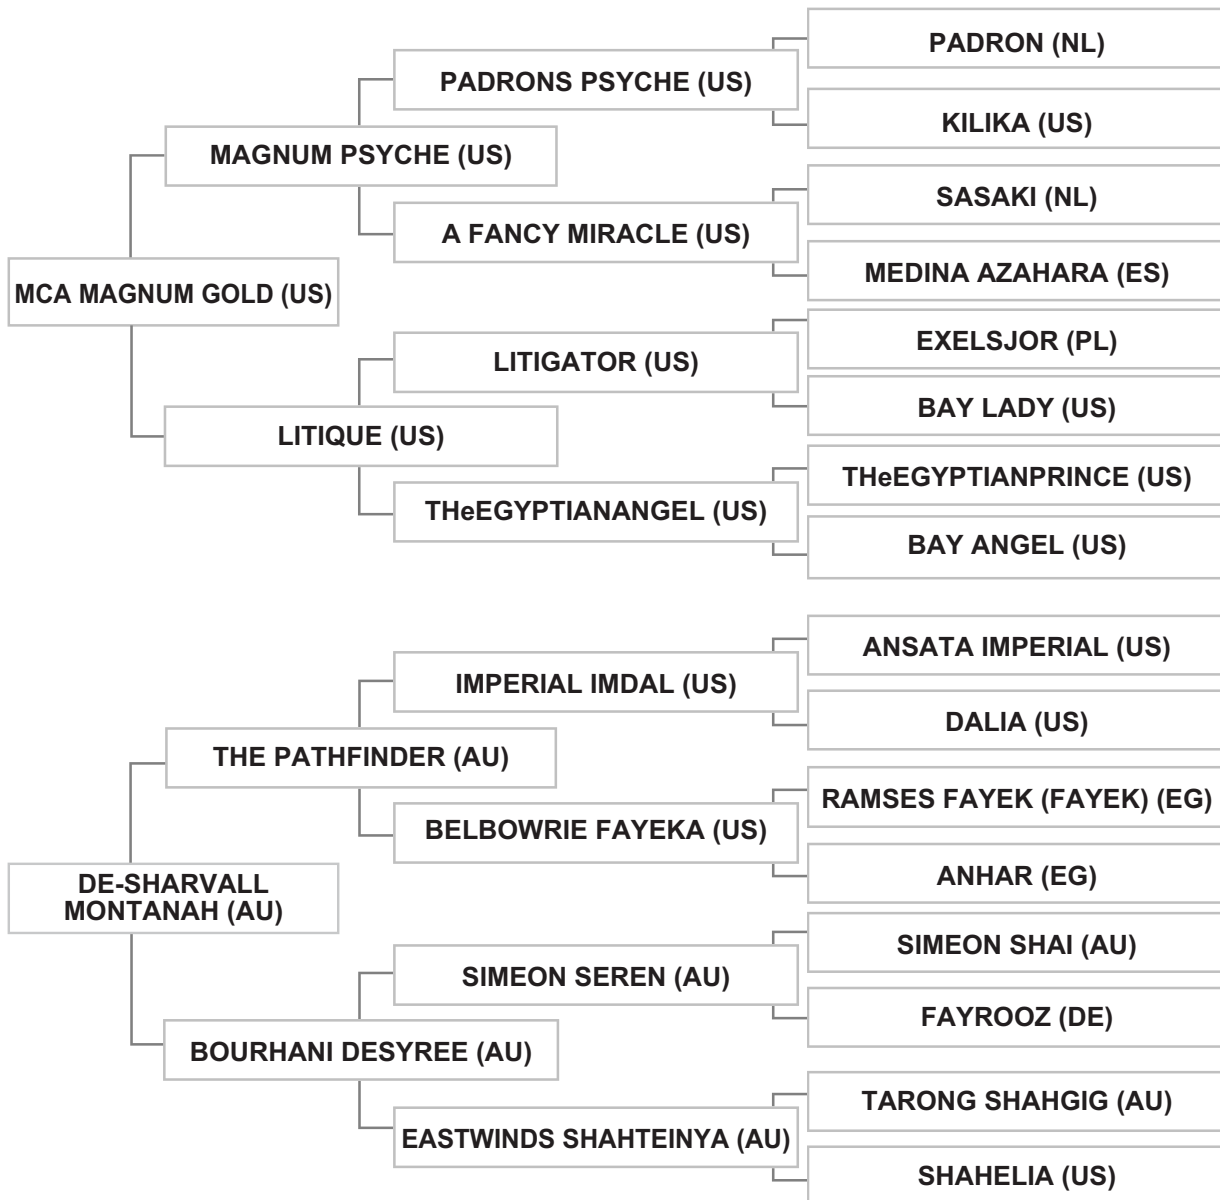 PADRON (NL)
PADRONS PSYCHE (US)
KILIKA (US)
MAGNUM PSYCHE (US)
SASAKI (NL)
A FANCY MIRACLE (US)
MEDINA AZAHARA (ES)
MCA MAGNUM GOLD (US)
EXELSJOR (PL)
LITIGATOR (US)
BAY LADY (US)
LITIQUE (US)
THeEGYPTIANPRINCE (US)
THeEGYPTIANANGEL (US)
BAY ANGEL (US)
ANSATA IMPERIAL (US)
IMPERIAL IMDAL (US)
DALIA (US)
THE PATHFINDER (AU)
RAMSES FAYEK (FAYEK) (EG)
BELBOWRIE FAYEKA (US)
ANHAR (EG)
DE-SHARVALL
MONTANAH (AU)
SIMEON SHAI (AU)
SIMEON SEREN (AU)
FAYROOZ (DE)
BOURHANI DESYREE (AU)
TARONG SHAHGIG (AU)
EASTWINDS SHAHTEINYA (AU)
SHAHELIA (US)